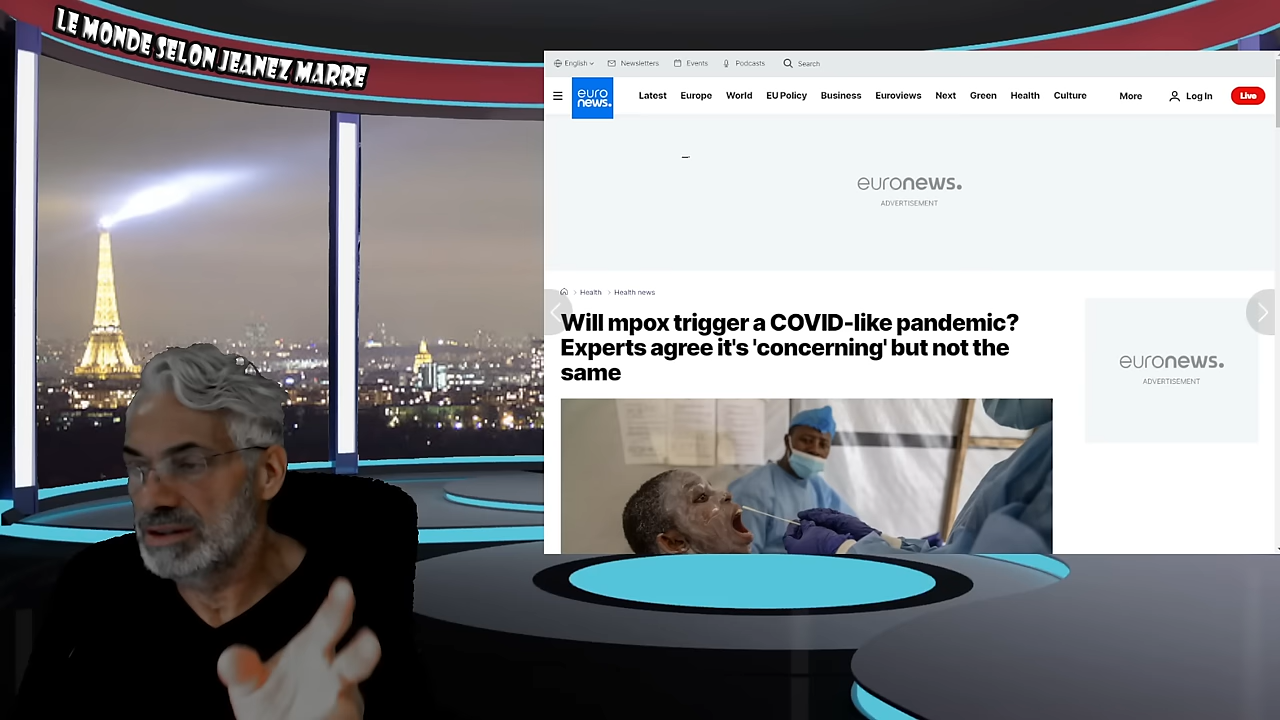 LE MONDE SELON JEANEZ MARRE
English
Newsletters
Events
Podcasts
Search
euro
news.
Latest
Europe
World
EU Policy
Business
Euroviews
Next
Green
Health
Culture
More
Log In
Live
euronews.
ADVERTISEMENT
Health
Health news
Will mpox trigger a COVID-like pandemic?
Experts agree it's 'concerning' but not the
same
euronews.
ADVERTISEMENT